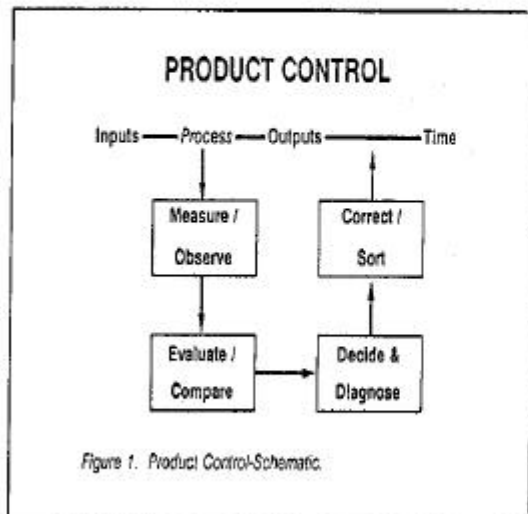 PRODUCT CONTROL
Inputs Process Outputs Time
Measure /
Observe
Correct /
Sort
Evaluate /
Compare
Decide &
Diagnose
Figure 1. Product Control-Schematic.